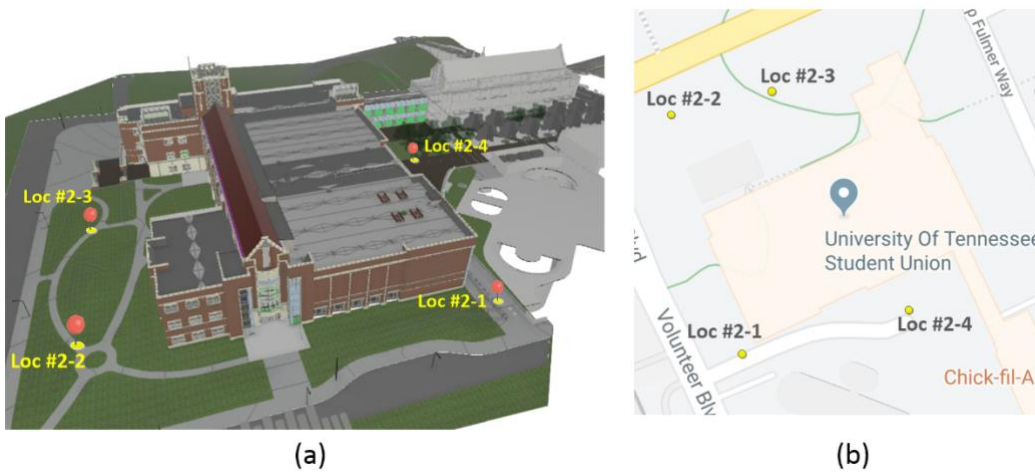 Loc #2-4
Loc #2-3
Loc #2-1
Loc #2-2
(a)
p Fulmer Way
Loc #2-3
Loc #2-2
University Of Tennessee
Student Union
lvd
Loc #2-1
Loc #2-4
Volunteer Blv
Chick-fil-A
(b)